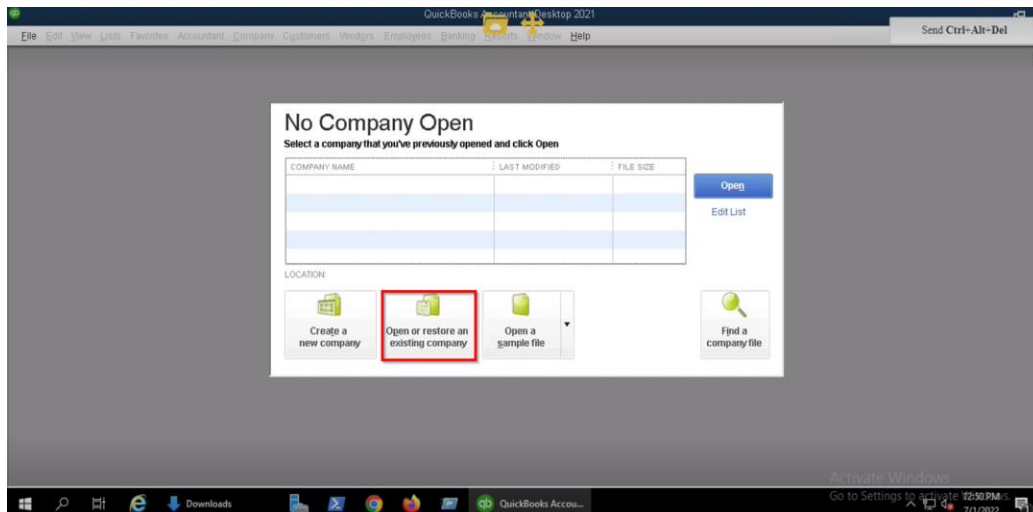 QuickBooks Accountant Desktop 2021
File Edit View Lists Favorites Accountant Company Customers Vendors Employees Banking Reports Window Help
Send Ctrl+Alt+Del
No Company Open
Select a company that you've previously opened and click Open
COMPANY NAME LAST MODIFIED FILE SIZE
Open
Edit List
LOCATION:
Create a
new company
Open or restore an
existing company
Open a
sample file
Find a
company file
Activate Windows
Go to Settings to activate
Downloads
QuickBooks Accou...
12:50 PM
7/1/2022